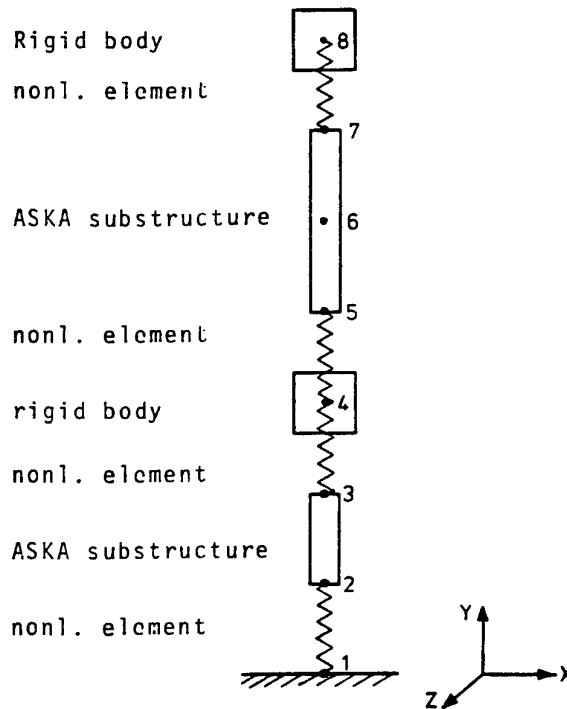 Rigid body
8
nonl. element
7
ASKA substructure
6
5
nonl. element
4
rigid body
nonl. element
3
ASKA substructure
2
nonl. element
1
Y
X
Z